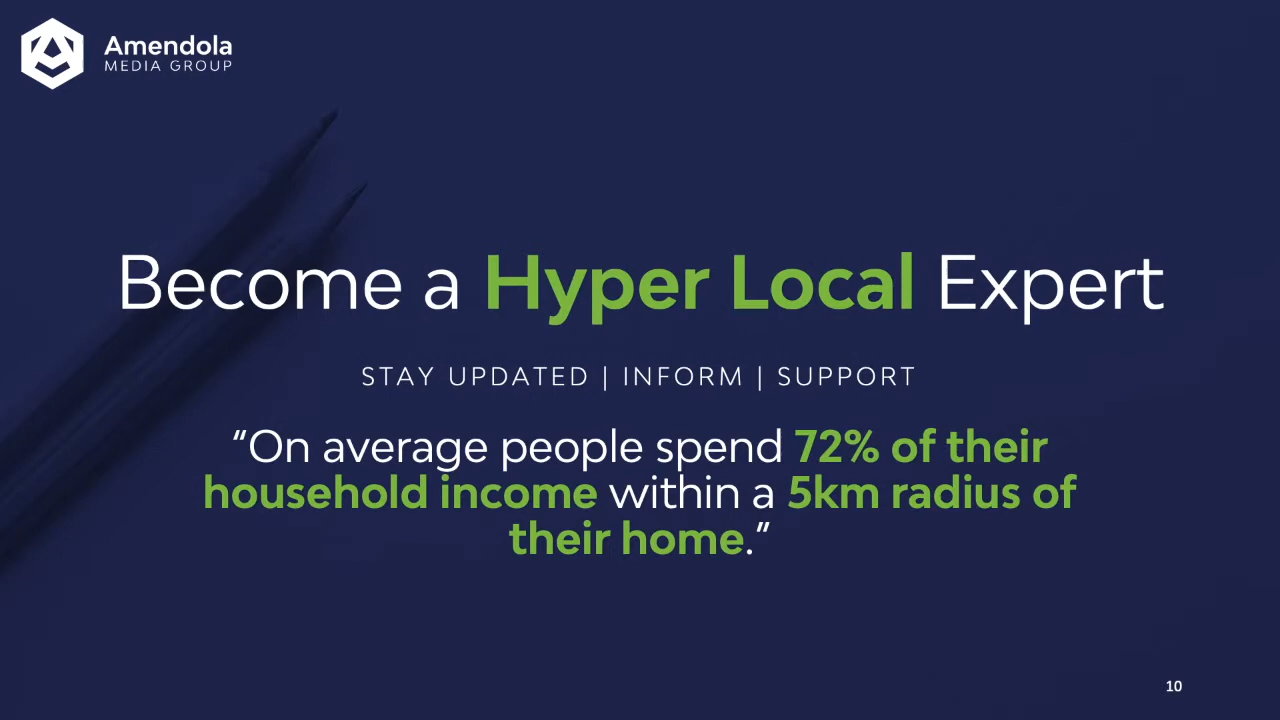 Amendola
MEDIA GROUP
Become a Hyper Local Expert
STAY UPDATED | INFORM | SUPPORT
“On average people spend 72% of their
household income within a 5km radius of
their home.”
10